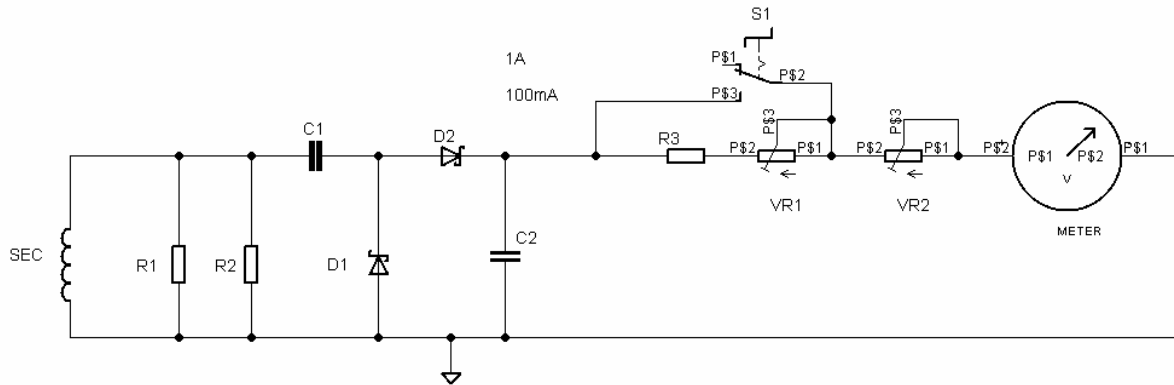 S1
1A
P$1
P$2
100mA
P$3
C1
D2
R3
P$3
P$2
P$1
P$3
P$2
P$1
P$2
P$1
P$2
P$1
V
VR1
VR2
METER
SEC
R1
R2
D1
C2